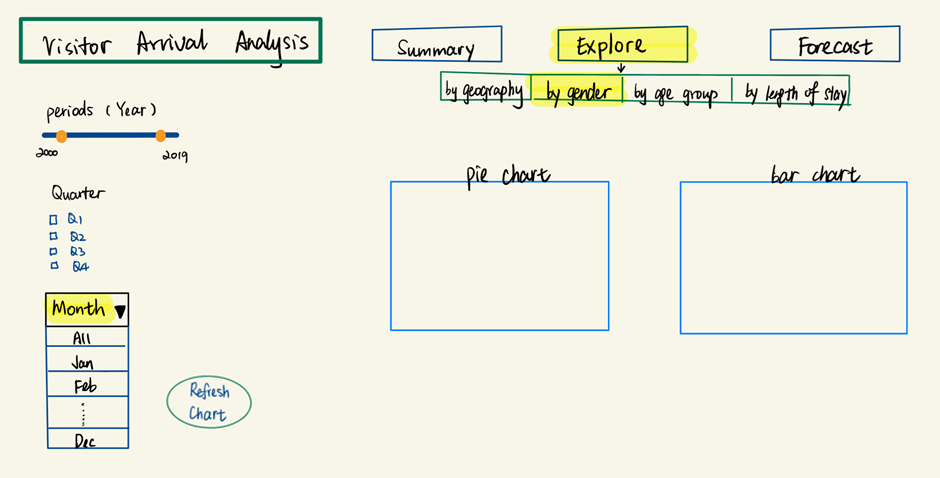 Visitor Arrival Analysis
Summary
Explore
Forecast
by geography
by gender
by age group
by length of stay
periods (Year)
2000
2019
Quarter
Q1
Q2
Q3
Q4
Month
All
Jan
Feb
Dec
Refresh
Chart
pie chart
bar chart